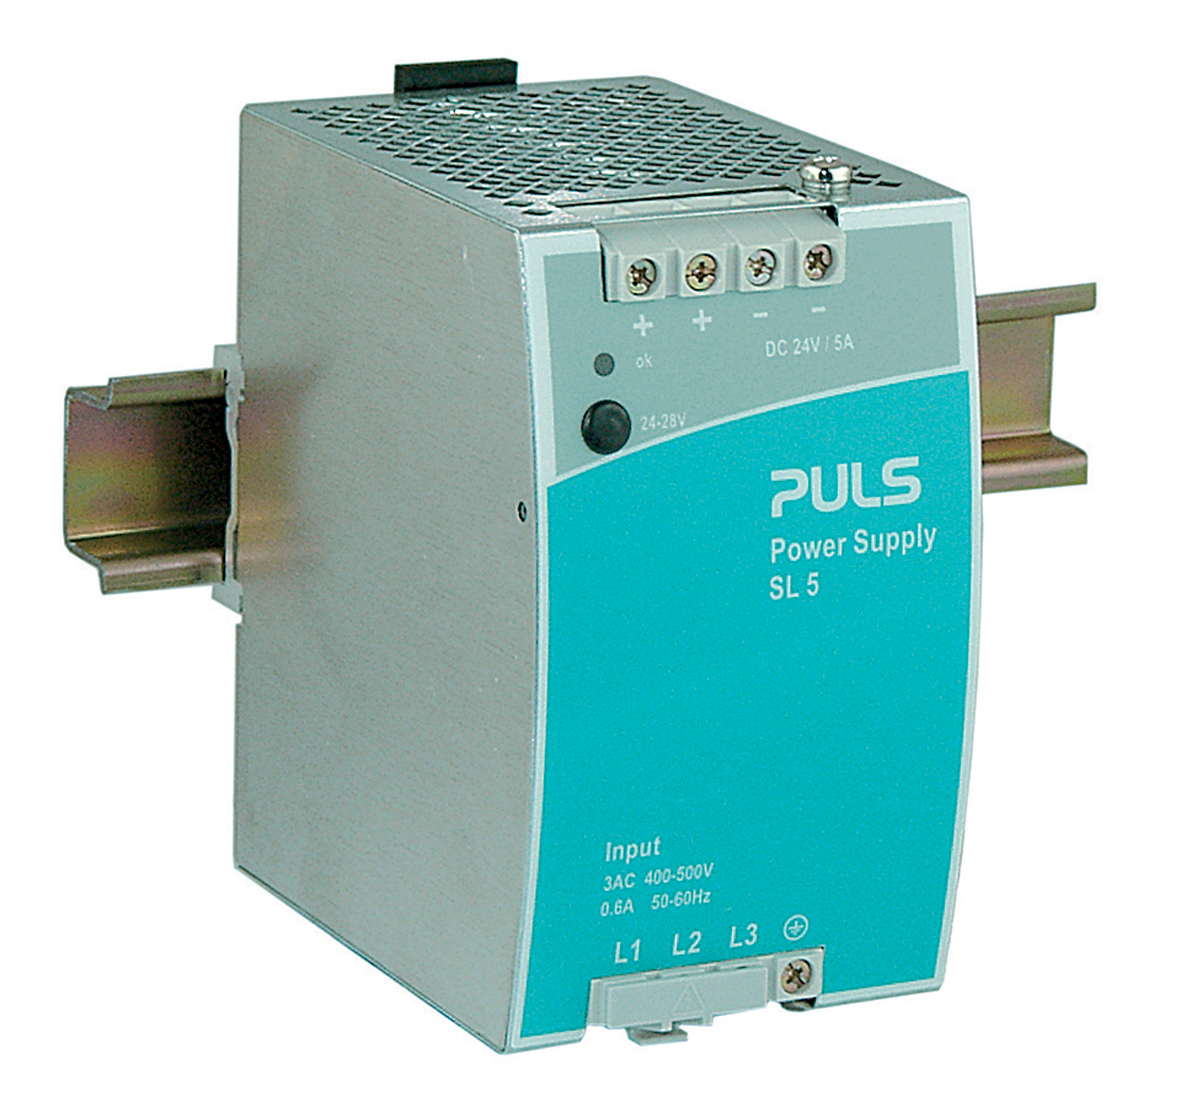 + + − −
DC 24V / 5A
ok
24-28V
PULS
Power Supply
SL 5
Input
3AC 400-500V
0.6A 50-60Hz
L1 L2 L3